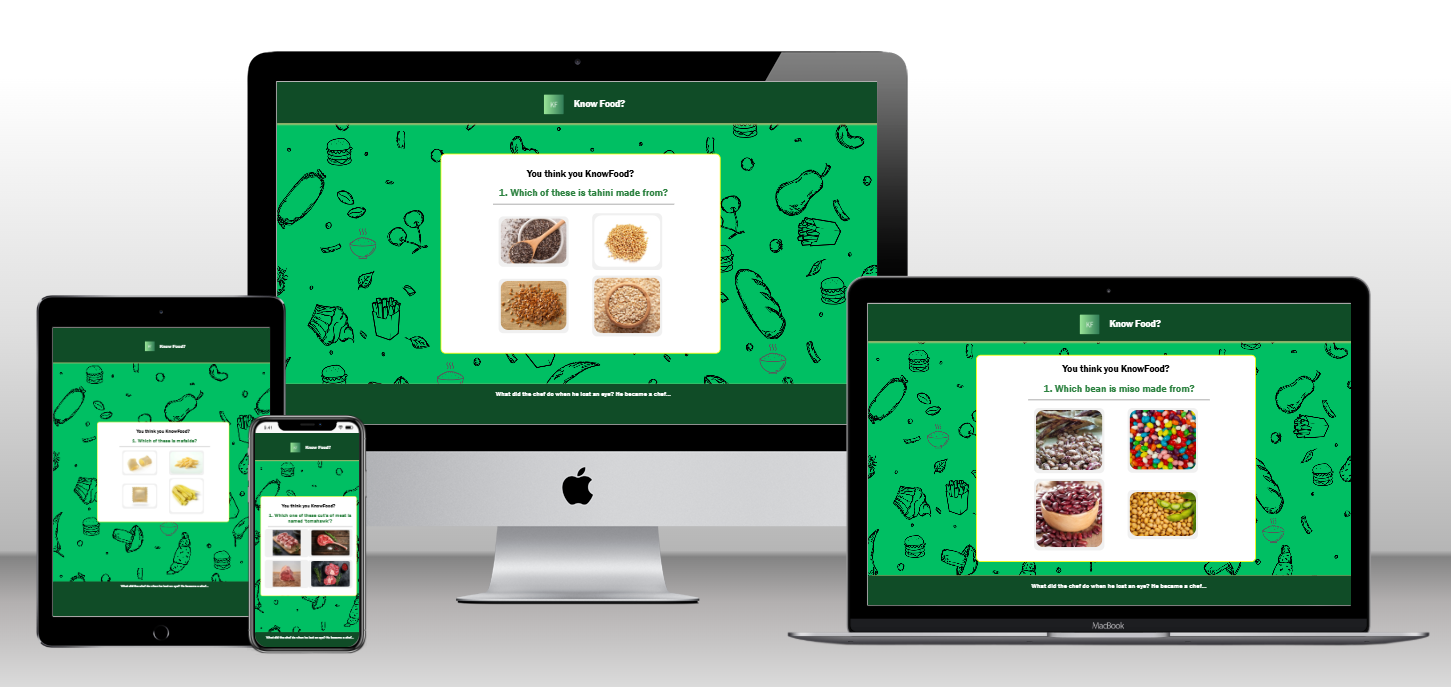 KF Know Food?
You think you KnowFood?
1. Which of these is tahini made from?
What did the chef do when he lost an eye? He became a chef...
KF Know Food?
You think you KnowFood?
1. Which bean is miso made from?
What did the chef do when he lost an eye? He became a chef...
MacBook
KF Know Food?
You think you KnowFood?
1. Which of these is mafalda?
What did the chef do when he lost an eye? He became a chef...
9:41
KF Know Food?
You think you KnowFood?
1. Which one of these cut's of meat is
named 'tomahawk'?
What did the chef do when he lost an eye? He became a chef...